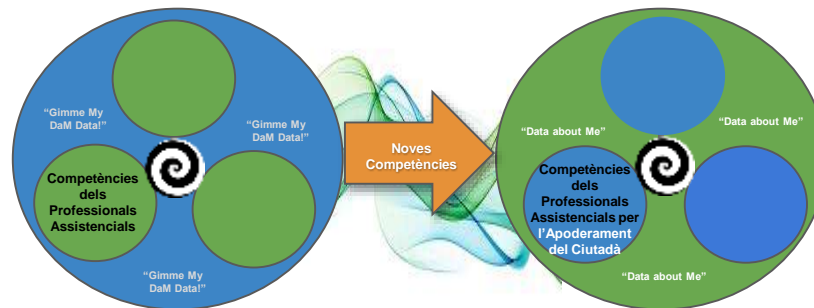 “Gimme My
DaM Data!”
“Gimme My
DaM Data!”
Competències
dels
Professionals
Assistencials
“Gimme My
DaM Data!”
Noves
Competències
“Data about Me”
“Data about Me”
Competències
dels
Professionals
Assistencials per
l’Apoderament
del Ciutadà
“Data about Me”